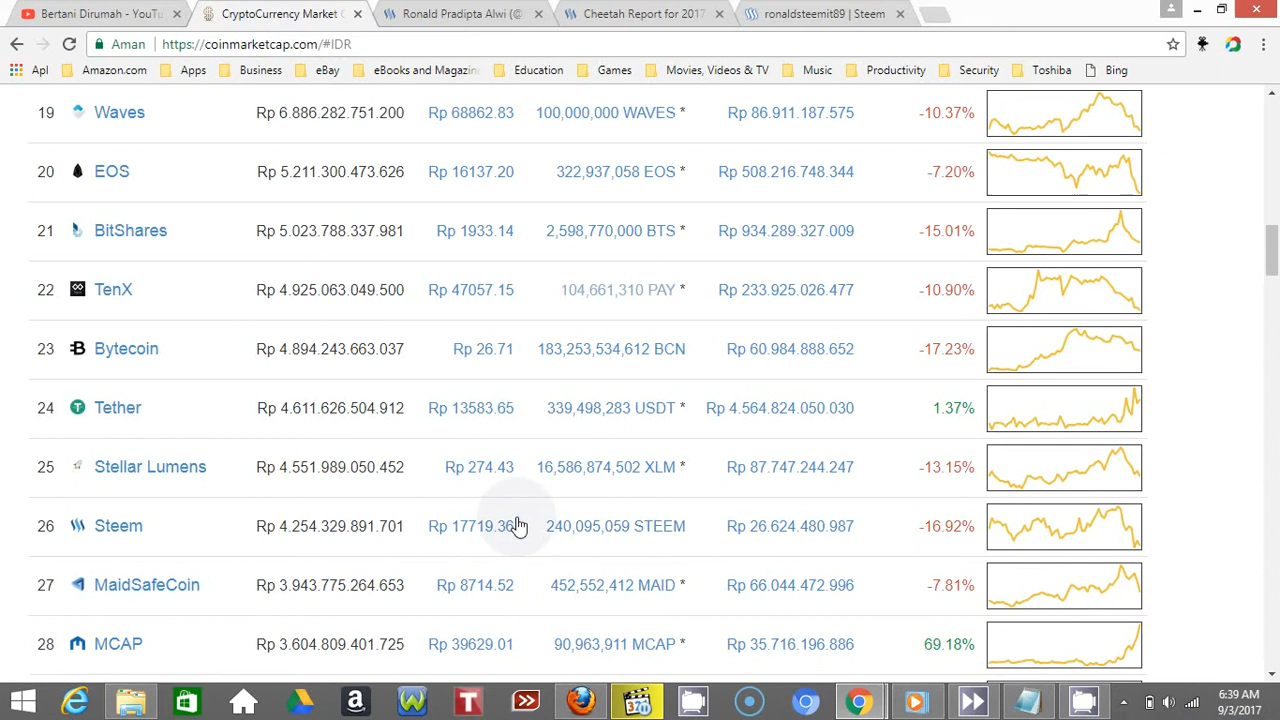 Bertani Dirumah - YouTu
CryptoCurrency Market C
Ronald Pradipta Alwi (@
Cheetah Report for 2017
ronaldsteemit89 | Steem
Aman
https://coinmarketcap.com/#IDR
Apl
Amazon.com
Apps
Business
eBay
eBooks and Magazin
Education
Games
Movies, Videos & TV
Music
Productivity
Security
Toshiba
Bing
19 Waves Rp 6.886.282.751.200 Rp 68862.83 100,000,000 WAVES * Rp 86.911.187.575 -10.37%
20 EOS Rp 5.211.300.473.626 Rp 16137.20 322,937,058 EOS * Rp 508.216.748.344 -7.20%
21 BitShares Rp 5.023.788.337.981 Rp 1933.14 2,598,770,000 BTS * Rp 934.289.327.009 -15.01%
22 TenX Rp 4.925.063.049.500 Rp 47057.15 104,661,310 PAY * Rp 233.925.026.477 -10.90%
23 Bytecoin Rp 4.894.243.663.037 Rp 26.71 183,253,534,612 BCN Rp 60.984.888.652 -17.23%
24 Tether Rp 4.611.626.504.912 Rp 13583.65 339,498,283 USDT * Rp 4.564.824.050.030 1.37%
25 Stellar Lumens Rp 4.551.989.050.452 Rp 274.43 16,586,874,502 XLM * Rp 87.747.244.247 -13.15%
26 Steem Rp 4.254.329.891.701 Rp 17719.36 240,095,059 STEEM Rp 26.624.480.987 -16.92%
27 MaidSafeCoin Rp 3.943.775.264.653 Rp 8714.52 452,552,412 MAID * Rp 66.044.472.996 -7.81%
28 MCAP Rp 3.604.809.401.725 Rp 39629.01 90,963,911 MCAP * Rp 35.716.196.886 69.18%
6:39 AM
9/3/2017